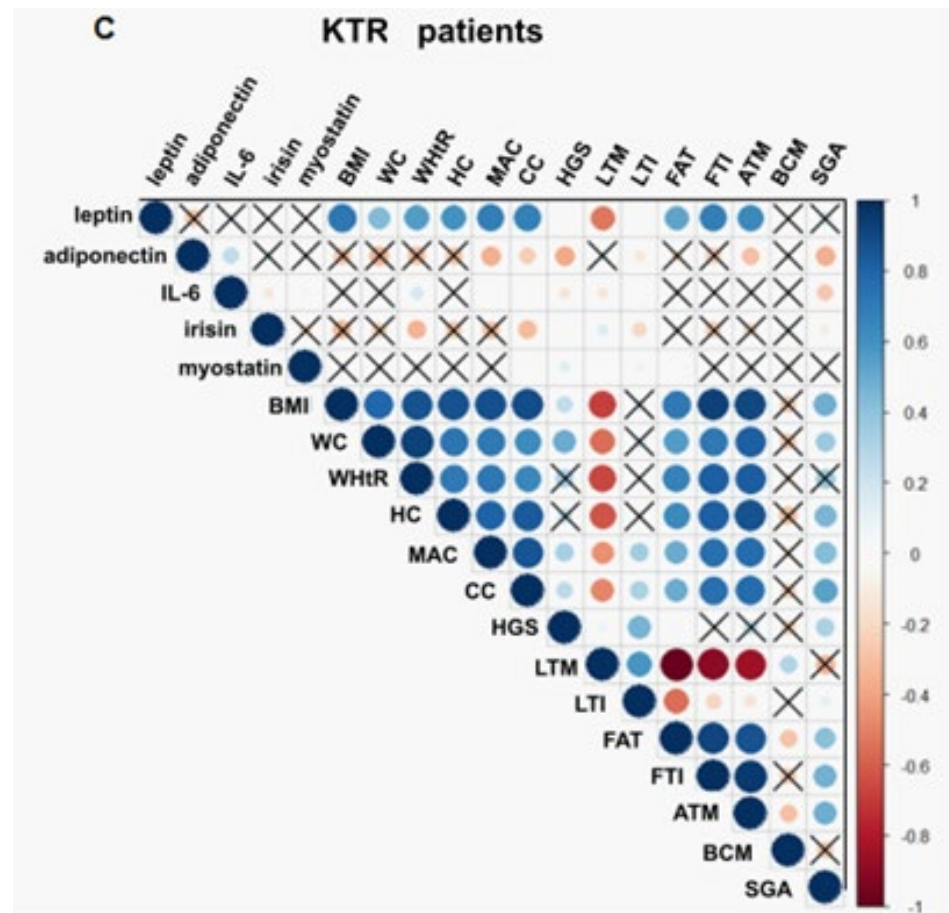 C KTR patients
leptin
adiponectin
IL-6
irisin
myostatin
BMI
WC
WHtR
HC
MAC
CC
HGS
LTM
LTI
FAT
FTI
ATM
BCM
SGA
leptin
adiponectin
IL-6
irisin
myostatin
BMI
WC
WHtR
HC
MAC
CC
HGS
LTM
LTI
FAT
FTI
ATM
BCM
SGA
1
0.8
0.6
0.4
0.2
0
-0.2
-0.4
-0.6
-0.8
-1